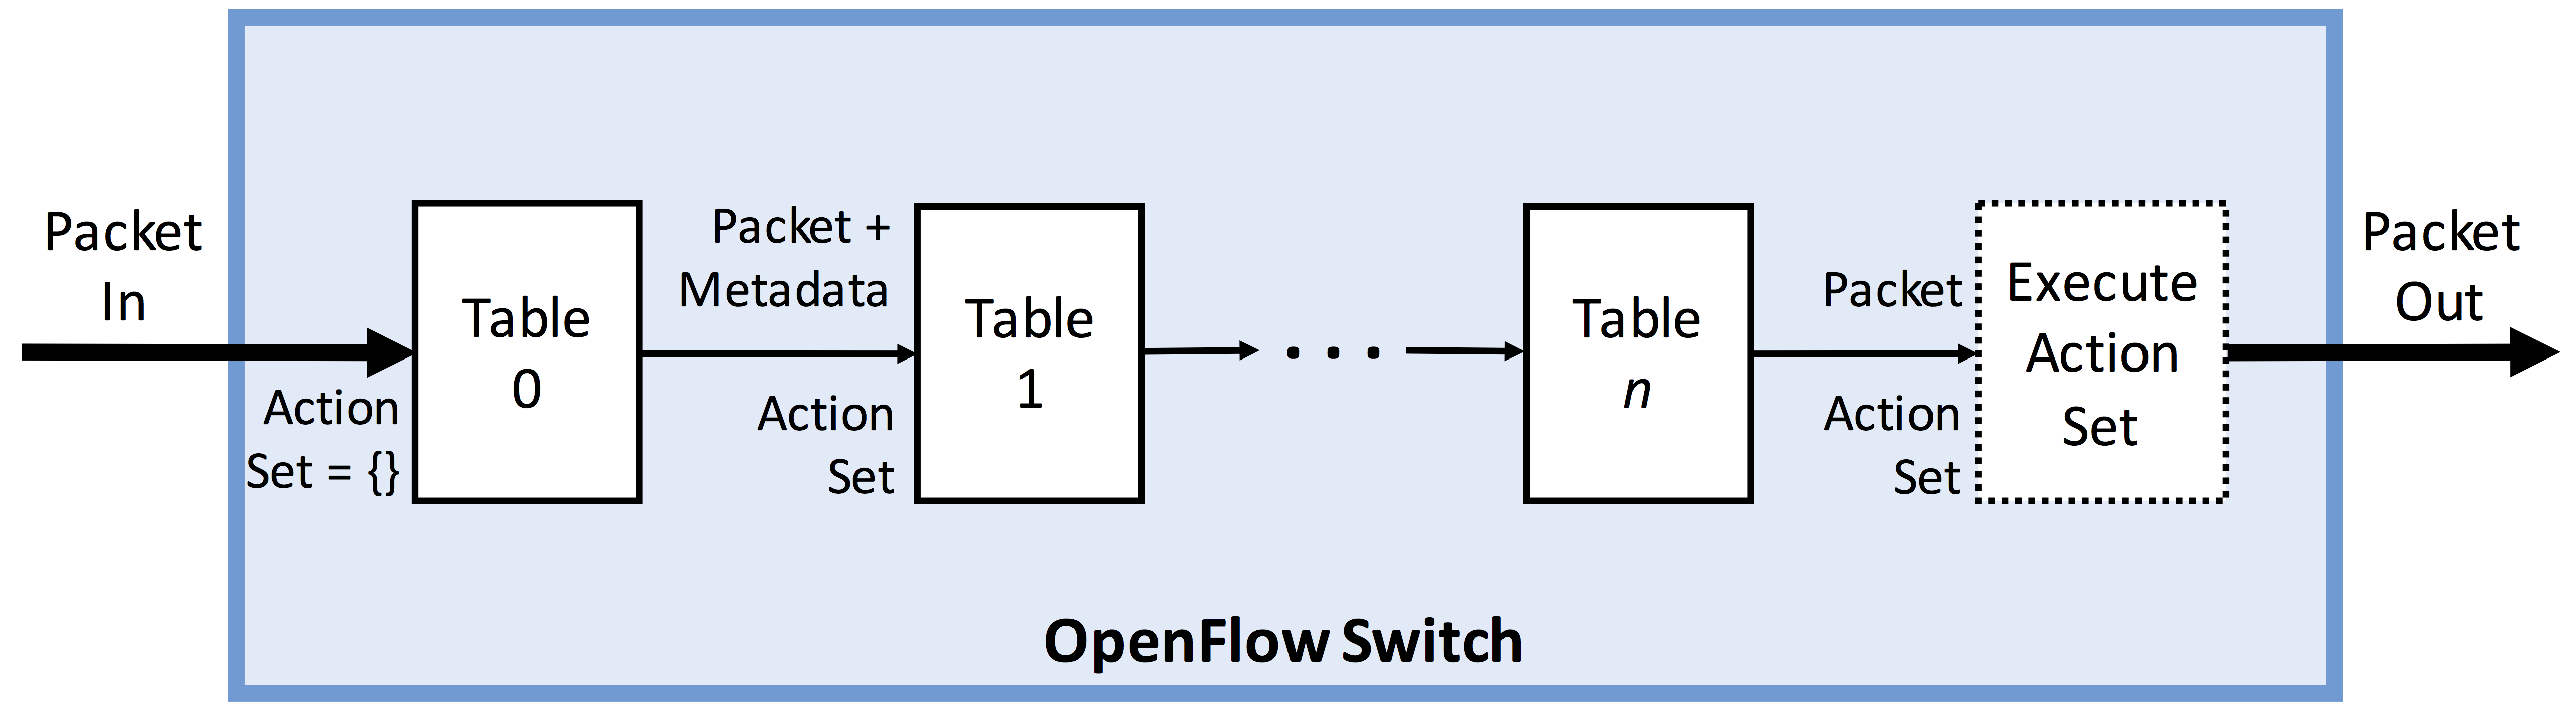 Packet
In
Action
Set = {}
Table
0
Packet +
Metadata
Action
Set
Table
1
. . .
Table
n
Packet
Action
Set
Execute
Action
Set
Packet
Out
OpenFlow Switch